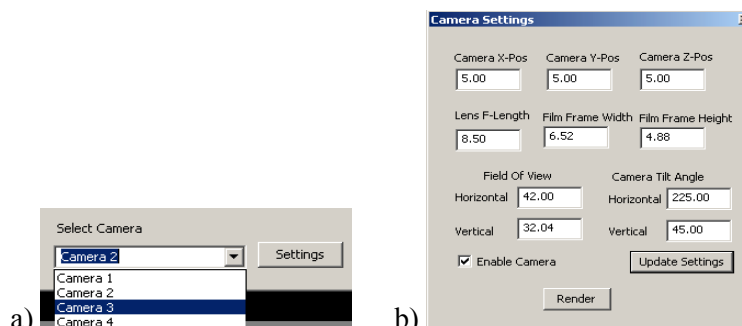 Select Camera
Camera 2
Settings
Camera 1
Camera 2
Camera 3
Camera 4
a)
Camera Settings
Camera X-Pos Camera Y-Pos Camera Z-Pos
5.00 5.00 5.00
Lens F-Length Film Frame Width Film Frame Height
8.50 6.52 4.88
Field Of View Camera Tilt Angle
Horizontal 42.00 Horizontal 225.00
Vertical 32.04 Vertical 45.00
Enable Camera Update Settings
Render
b)